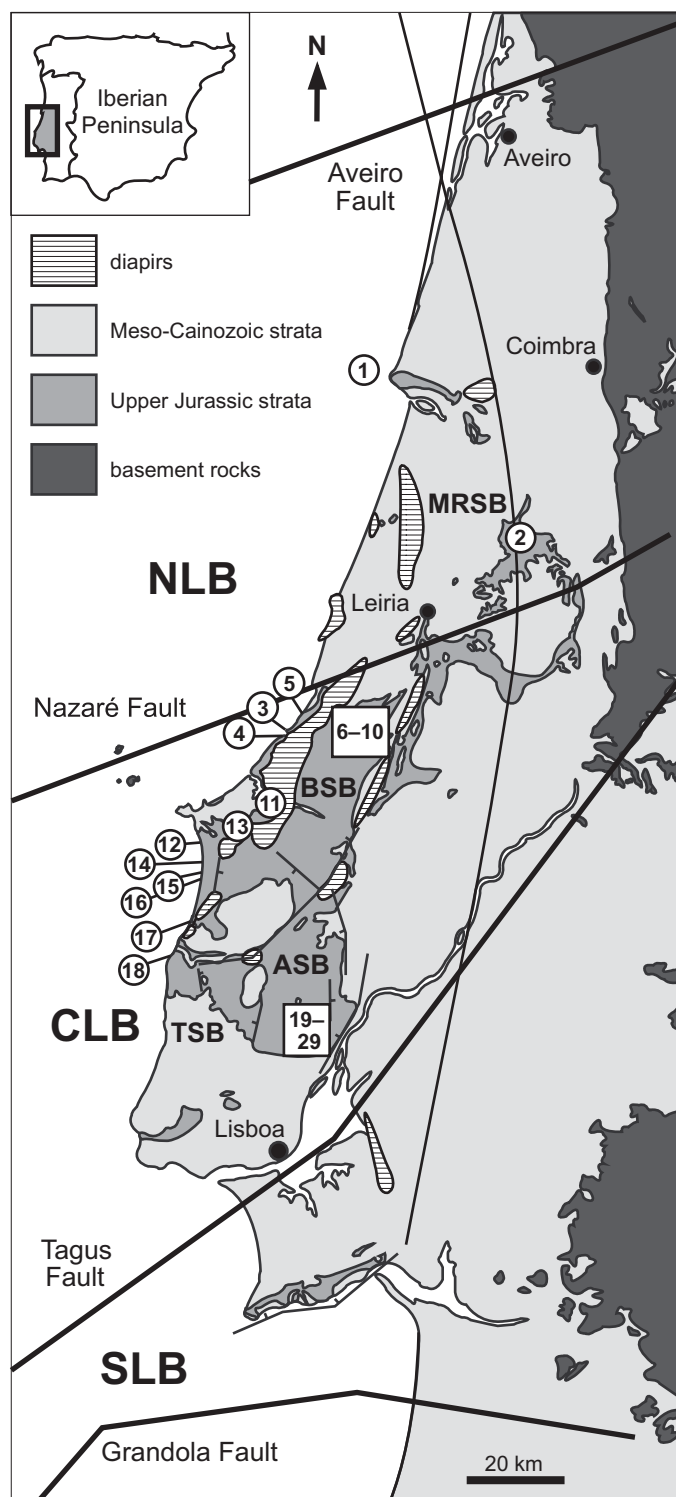 Iberian
Peninsula
N
Aveiro
Aveiro
Fault
diapirs
Meso-Cainozoic strata
Upper Jurassic strata
basement rocks
Coimbra
1
MRSB
2
NLB
Leiria
5
3
4
Nazaré Fault
6–10
BSB
11
13
12
14
15
16
17
18
ASB
CLB
TSB
19–
29
Lisboa
Tagus
Fault
SLB
Grandola Fault
20 km